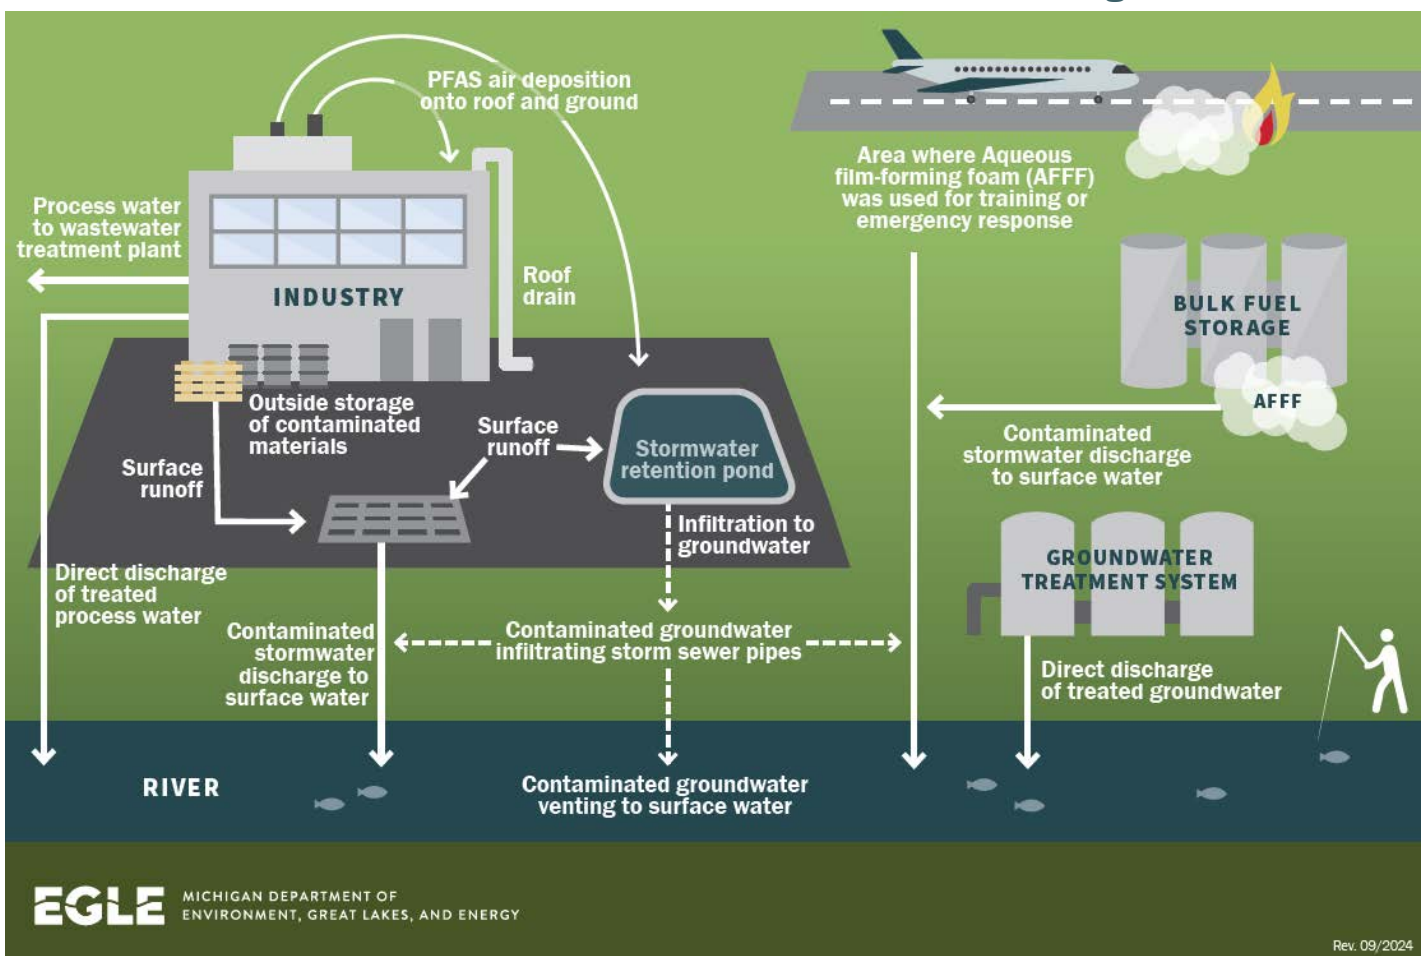 PFAS air deposition
onto roof and ground
Area where Aqueous
film-forming foam (AFFF)
was used for training or
emergency response
Process water
to wastewater
treatment plant
INDUSTRY
Roof
drain
BULK FUEL
STORAGE
AFFF
Outside storage
of contaminated
materials
Surface
runoff
Surface
runoff
Stormwater
retention pond
Contaminated
stormwater discharge
to surface water
Infiltration to
groundwater
GROUNDWATER
TREATMENT SYSTEM
Direct discharge
of treated
process water
Contaminated
stormwater
discharge to
surface water
Contaminated groundwater
infiltrating storm sewer pipes
Direct discharge
of treated groundwater
RIVER
Contaminated groundwater
venting to surface water
EGLE
MICHIGAN DEPARTMENT OF
ENVIRONMENT, GREAT LAKES, AND ENERGY
Rev. 09/2024